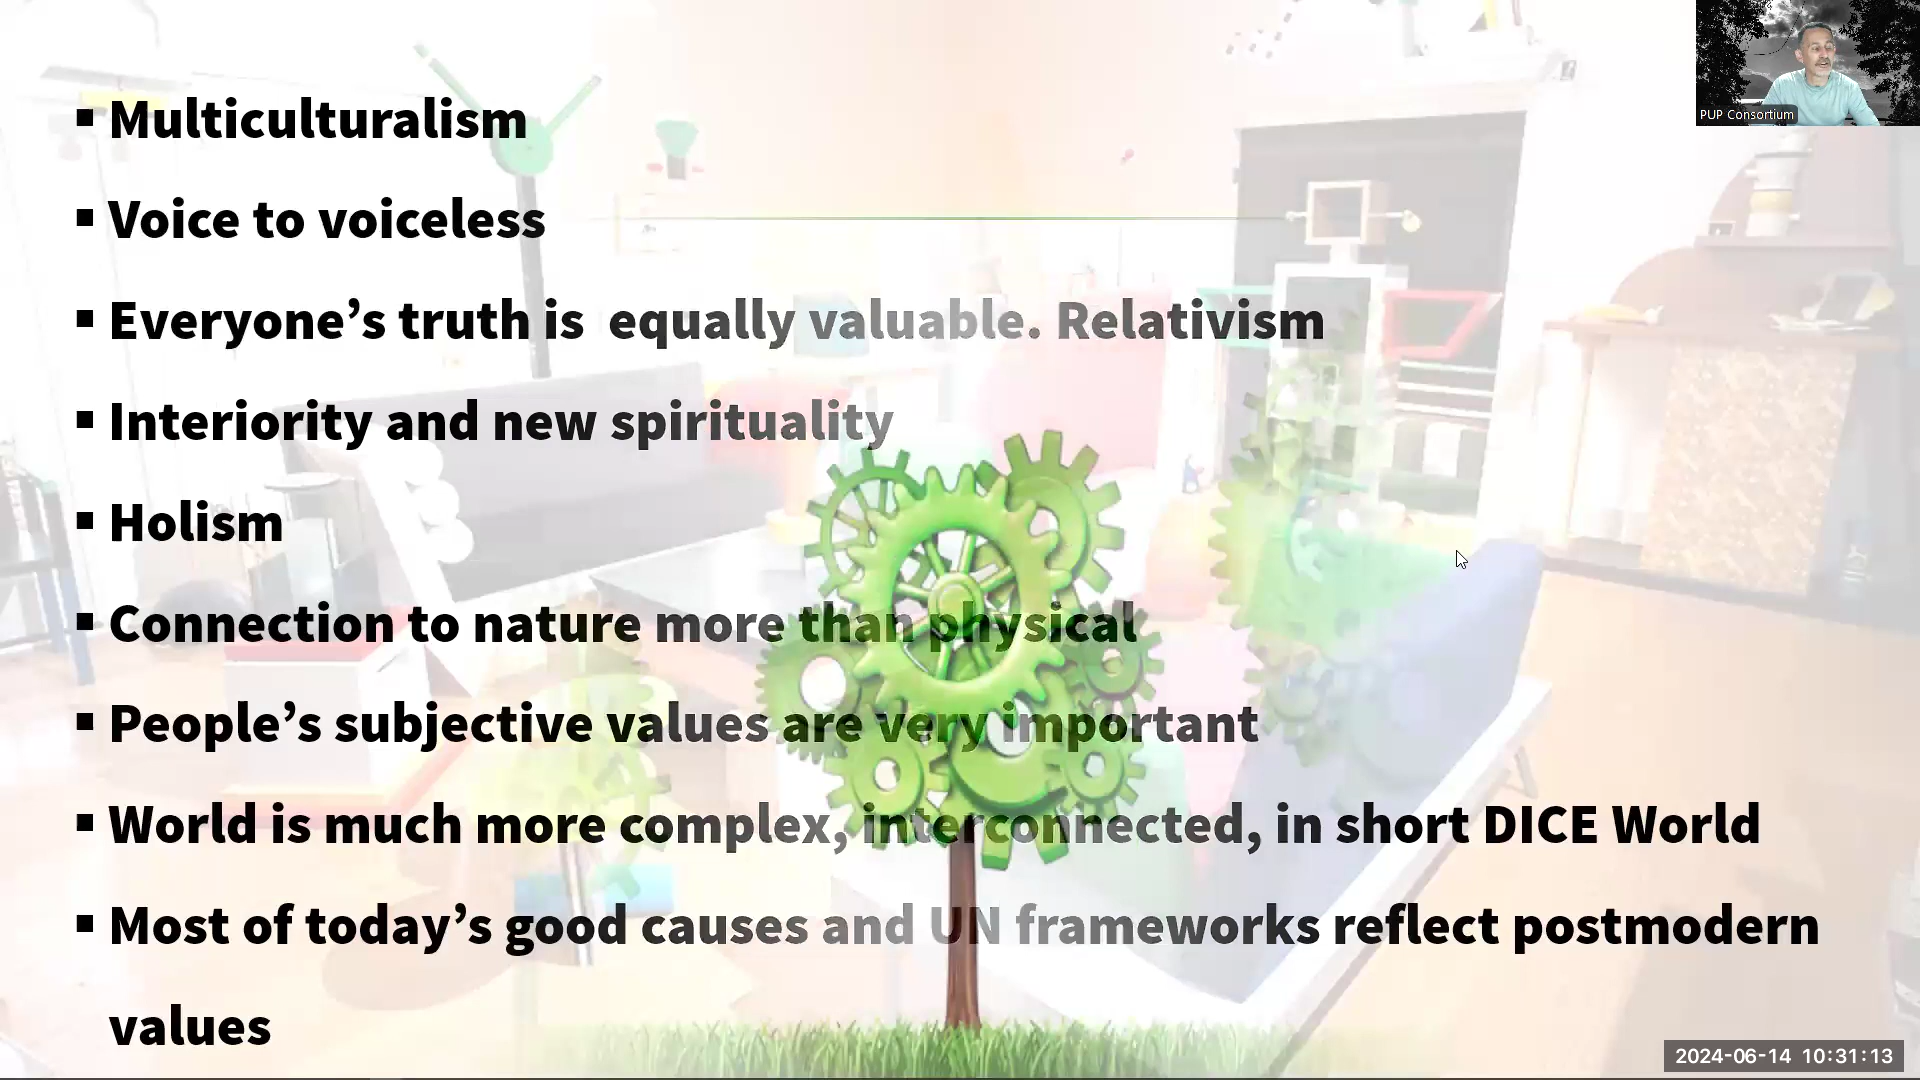 ▪ Multiculturalism
▪ Voice to voiceless
▪ Everyone’s truth is  equally valuable. Relativism
▪ Interiority and new spirituality
▪ Holism
▪ Connection to nature more than physical
▪ People’s subjective values are very important
▪ World is much more complex, interconnected, in short DICE World
▪ Most of today’s good causes and UN frameworks reflect postmodern
values
PUP Consortium
2024-06-14 10:31:13